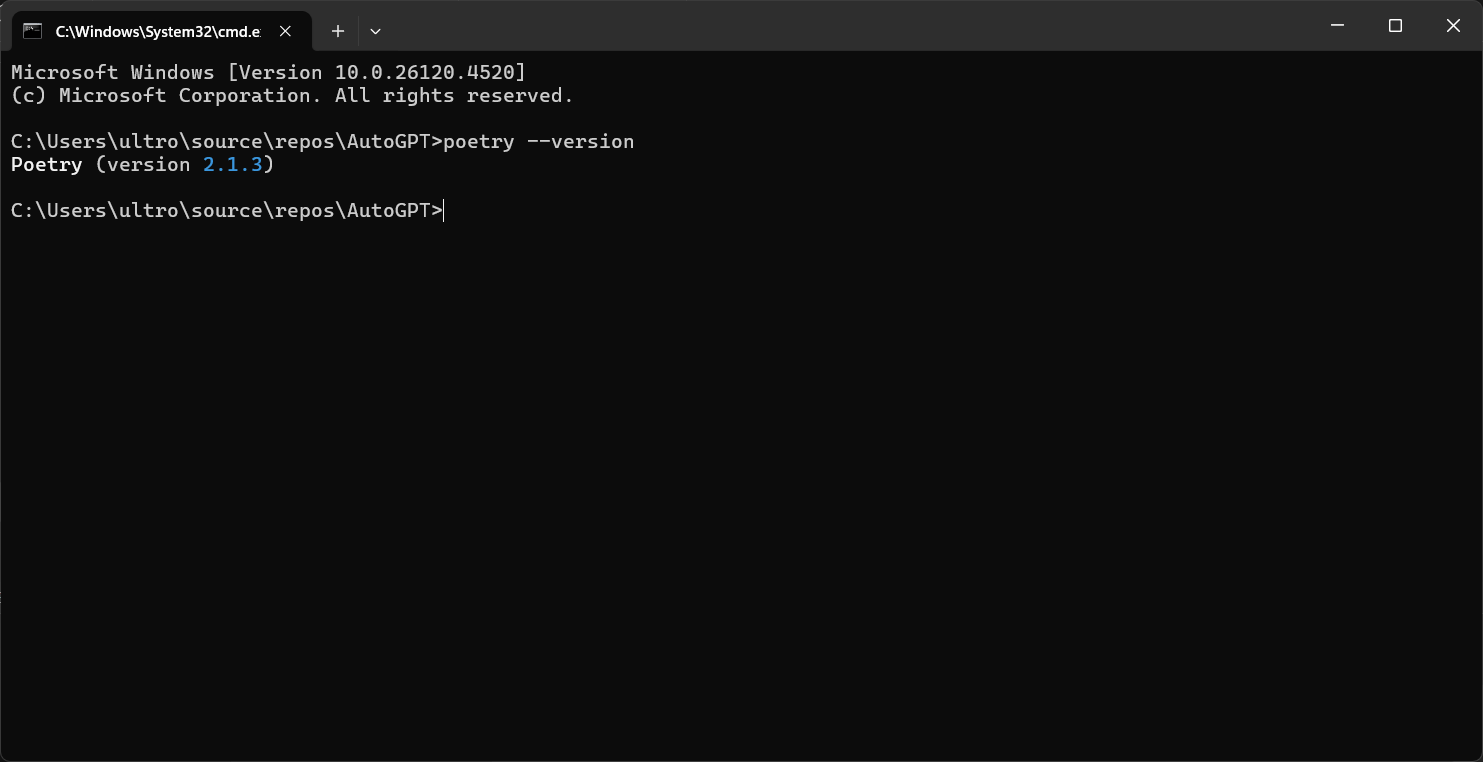 C:\Windows\System32\cmd.e
Microsoft Windows [Version 10.0.26120.4520]
(c) Microsoft Corporation. All rights reserved.
C:\Users\ultro\source\repos\AutoGPT>poetry --version
Poetry (version 2.1.3)
C:\Users\ultro\source\repos\AutoGPT>